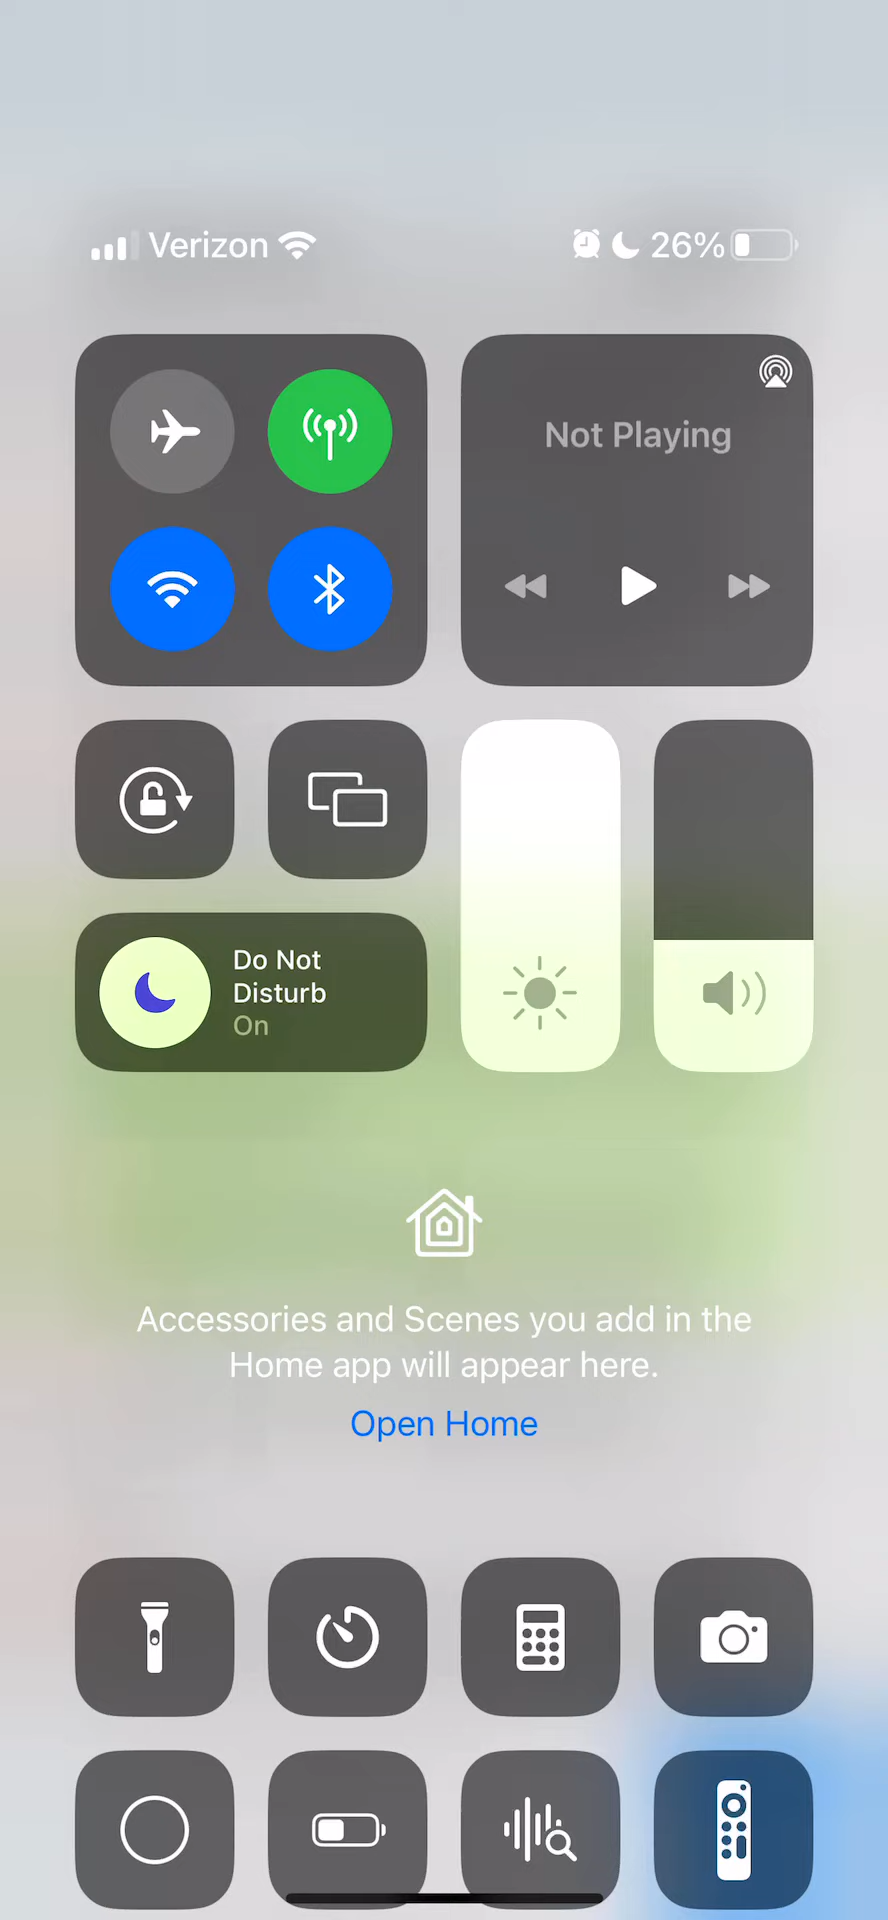 Verizon
26%
Not Playing
Do Not
Disturb
On
Accessories and Scenes you add in the
Home app will appear here.
Open Home